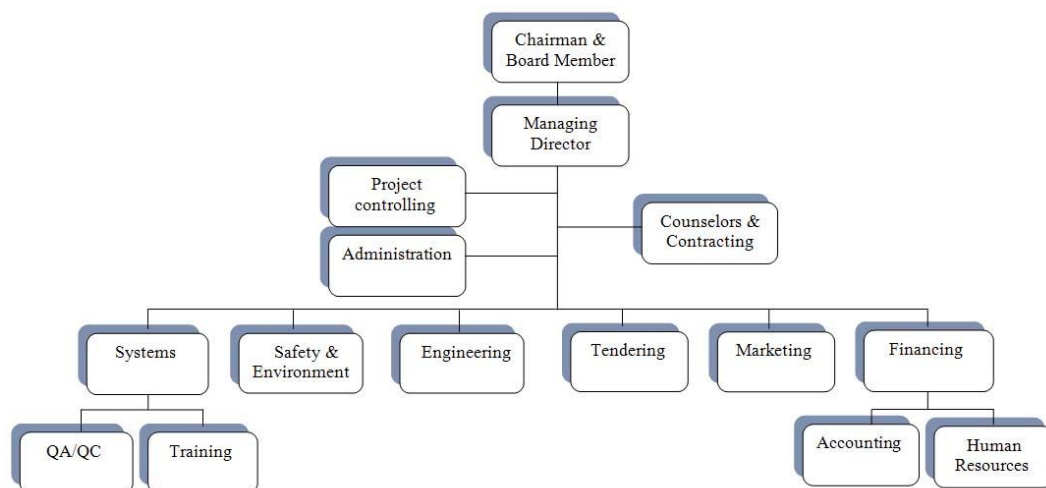 Chairman &
Board Member
Managing
Director
Project
controlling
Counselors &
Contracting
Administration
Systems
Safety &
Environment
Engineering
Tendering
Marketing
Financing
QA/QC
Training
Accounting
Human
Resources